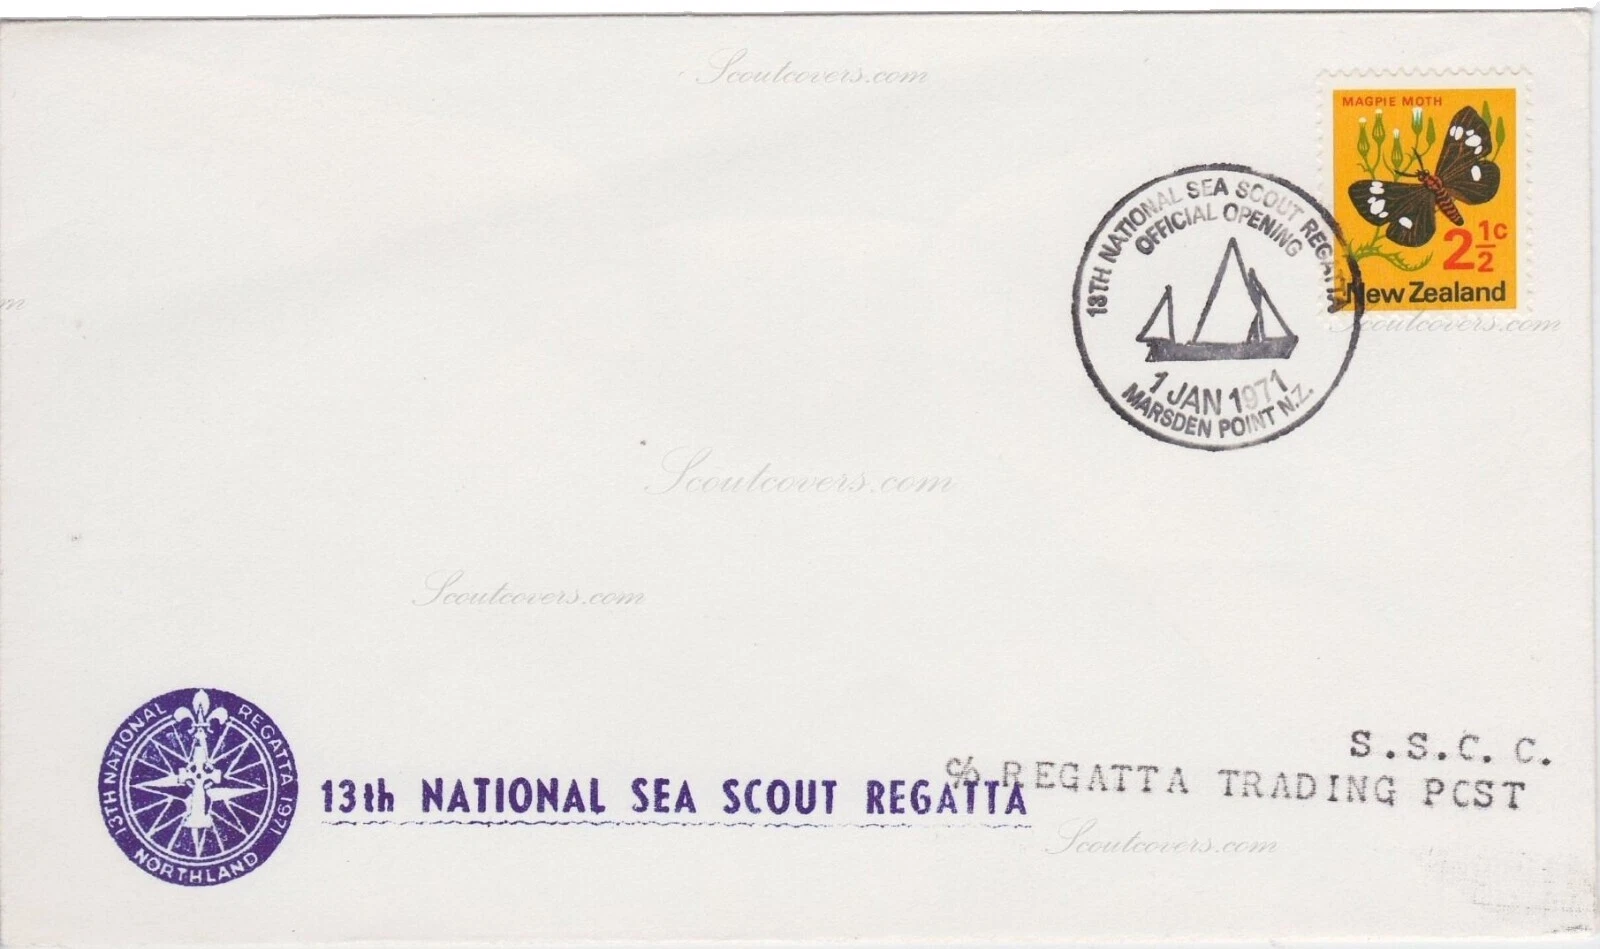 Scoutcovers.com
MAGPIE MOTH
2½c
New Zealand
13TH NATIONAL SEA SCOUT REGATTA
OFFICIAL OPENING
1 JAN 1971
MARSDEN POINT N.Z.
Scoutcovers.com
m
Scoutcovers.com
Scoutcovers.com
13TH NATIONAL REGATTA 1971
NORTHLAND
13th NATIONAL SEA SCOUT REGATTA
S.S.C.C.
℅ REGATTA TRADING PCST
Scoutcovers.com